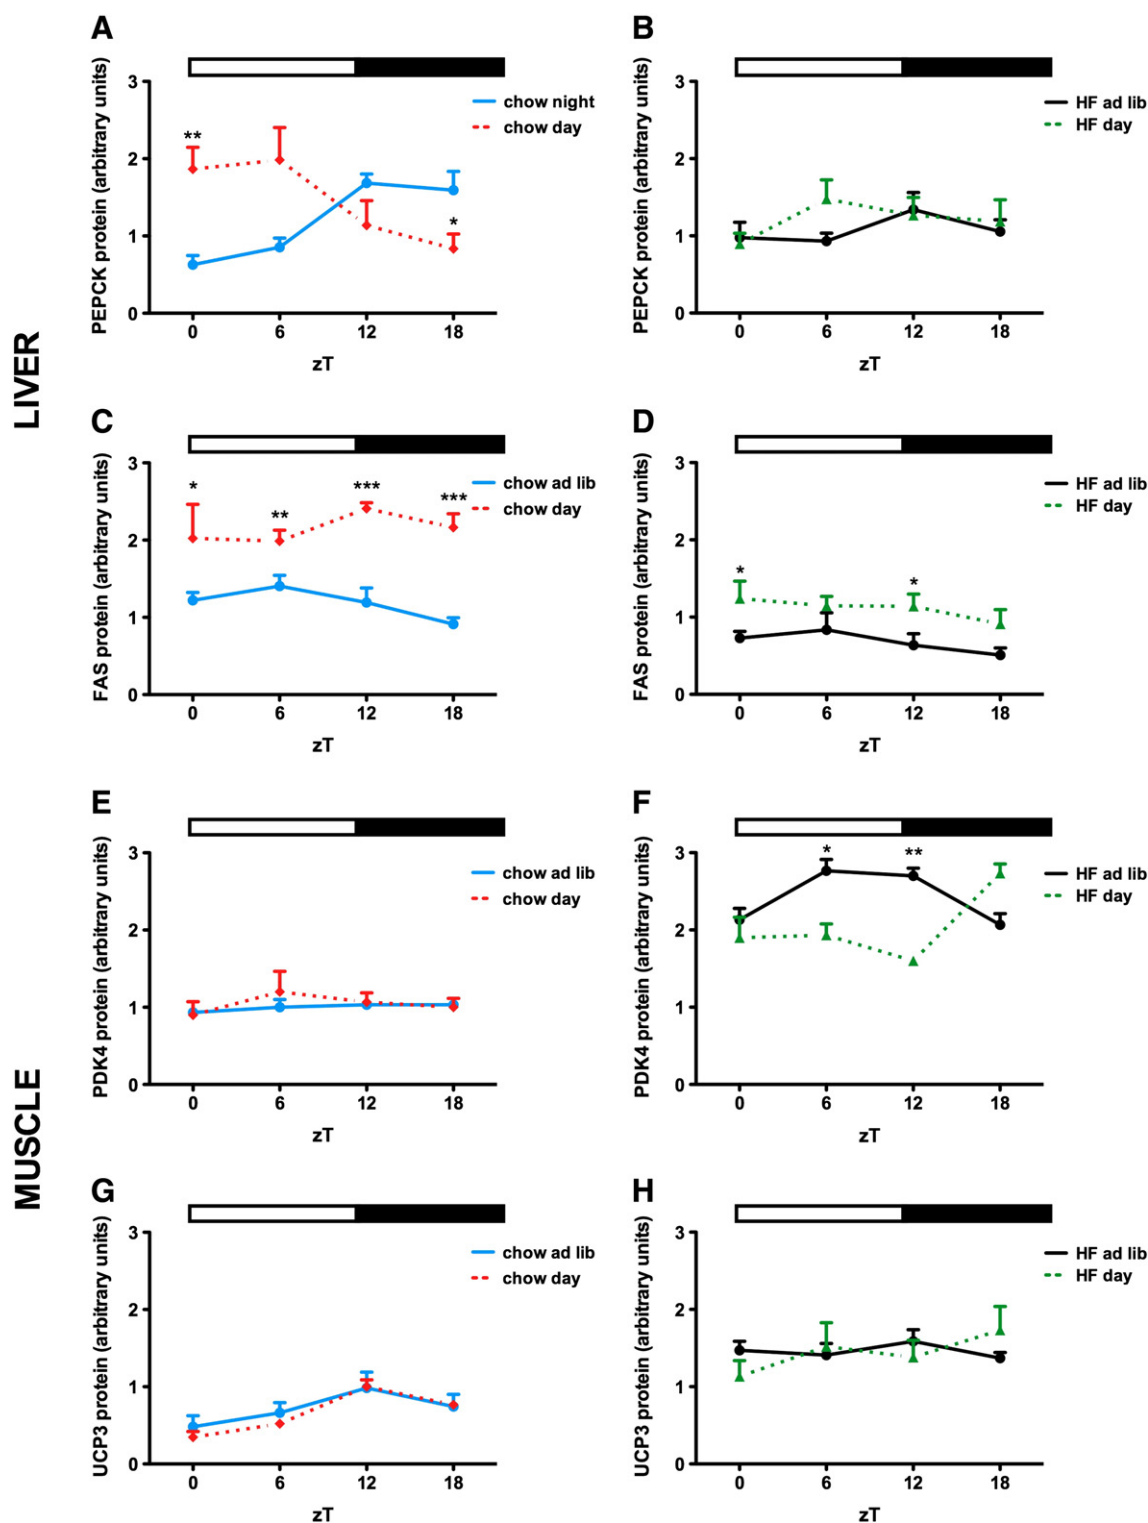 A
PEPCK protein (arbitrary units)
3
2
1
0
**
*
chow night
chow day
0 6 12 18
zT
B
PEPCK protein (arbitrary units)
3
2
1
0
HF ad lib
HF day
0 6 12 18
zT
LIVER
C
FAS protein (arbitrary units)
3
2
1
0
* ** *** ***
chow ad lib
chow day
0 6 12 18
zT
D
FAS protein (arbitrary units)
3
2
1
0
* *
HF ad lib
HF day
0 6 12 18
zT
E
PDK4 protein (arbitrary units)
3
2
1
0
chow ad lib
chow day
0 6 12 18
zT
F
PDK4 protein (arbitrary units)
3
2
1
0
* **
HF ad lib
HF day
0 6 12 18
zT
MUSCLE
G
UCP3 protein (arbitrary units)
3
2
1
0
chow ad lib
chow day
0 6 12 18
zT
H
UCP3 protein (arbitrary units)
3
2
1
0
HF ad lib
HF day
0 6 12 18
zT